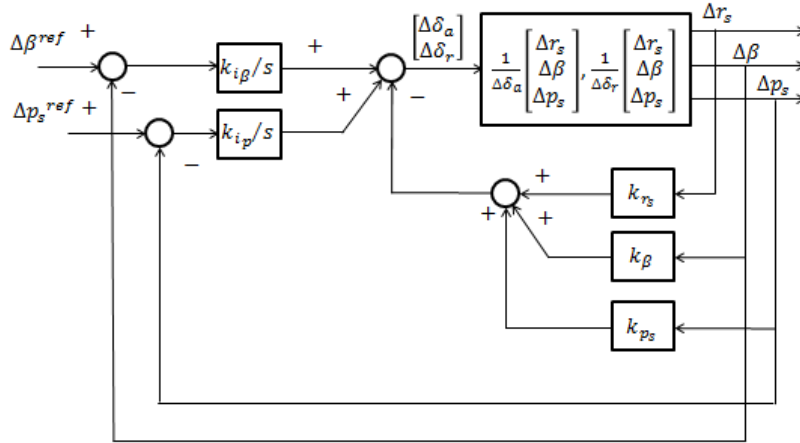 Δβ^ref + −
Δp_s^ref + −
k_iβ/s
k_ip/s
+ + −
[Δδ_a
Δδ_r]
1/Δδ_a [Δr_s
Δβ
Δp_s], 1/Δδ_r [Δr_s
Δβ
Δp_s]
Δr_s
Δβ
Δp_s
+ k_r_s
+ + k_β
k_p_s